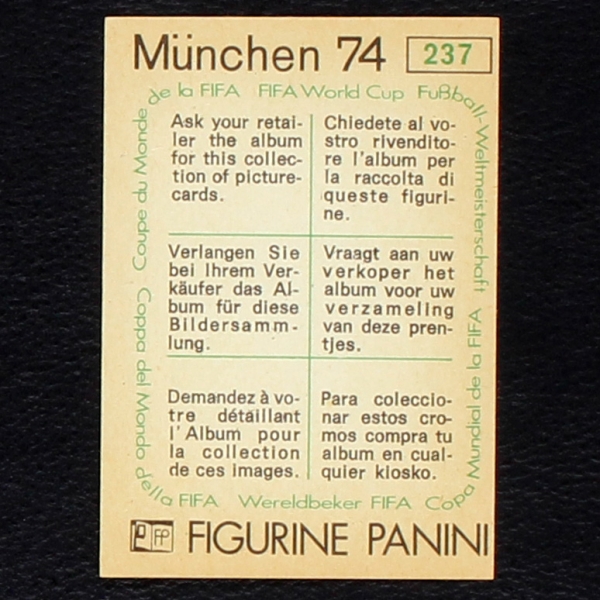 München 74 237
Coupe du Monde de la FIFA FIFA World Cup Fußball-Weltmeisterschaft
Ask your retai-
ler the album
for this collec-
tion of picture-
cards.
Chiedete al vo-
stro rivendito-
re l'album per
la raccolta di
queste figuri-
ne.
Verlangen Sie
bei Ihrem Ver-
käufer das Al-
bum für diese
Bildersamm-
lung.
Vraagt aan uw
verkoper het
album voor uw
verzameling
van deze pren-
tjes.
Demandez à vo-
tre détaillant
l'Album pour
la collection
de ces images.
Para coleccio-
nar estos cro-
mos compra tu
album en cual-
quier kiosko.
Coppa del Mondo della FIFA Wereldbeker FIFA Copa Mundial de la FIFA
FP FIGURINE PANINI